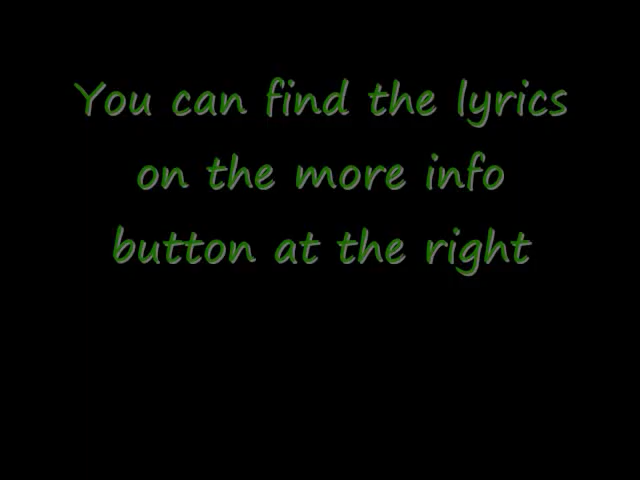 You can find the lyrics
on the more info
button at the right